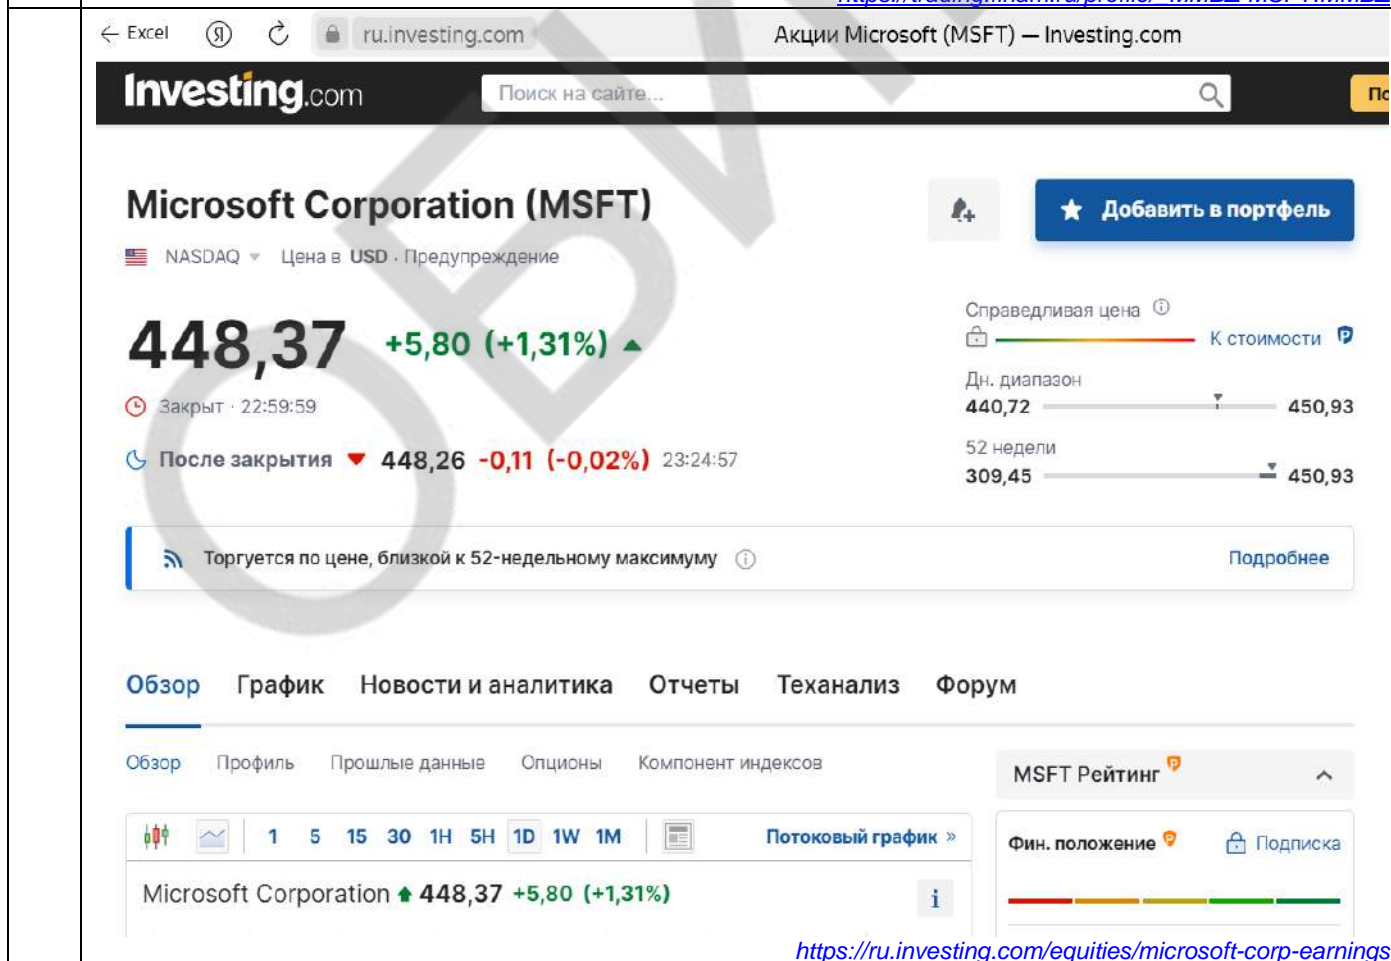 ← Excel Ⓨ ru.investing.com Акции Microsoft (MSFT) — Investing.com
Investing.com Поиск на сайте...
Microsoft Corporation (MSFT)
Добавить в портфель
NASDAQ Цена в USD · Предупреждение
448,37 +5,80 (+1,31%)
Справедливая цена
К стоимости
Закрыт · 22:59:59
Дн. диапазон
440,72 450,93
После закрытия 448,26 -0,11 (-0,02%) 23:24:57
52 недели
309,45 450,93
Торгуется по цене, близкой к 52-недельному максимуму Подробнее
Обзор График Новости и аналитика Отчеты Теханализ Форум
Обзор Профиль Прошлые данные Опционы Компонент индексов
MSFT Рейтинг
1 5 15 30 1H 5H 1D 1W 1M Потоковый график »
Фин. положение Подписка
Microsoft Corporation 448,37 +5,80 (+1,31%)
https://ru.investing.com/equities/microsoft-corp-earnings